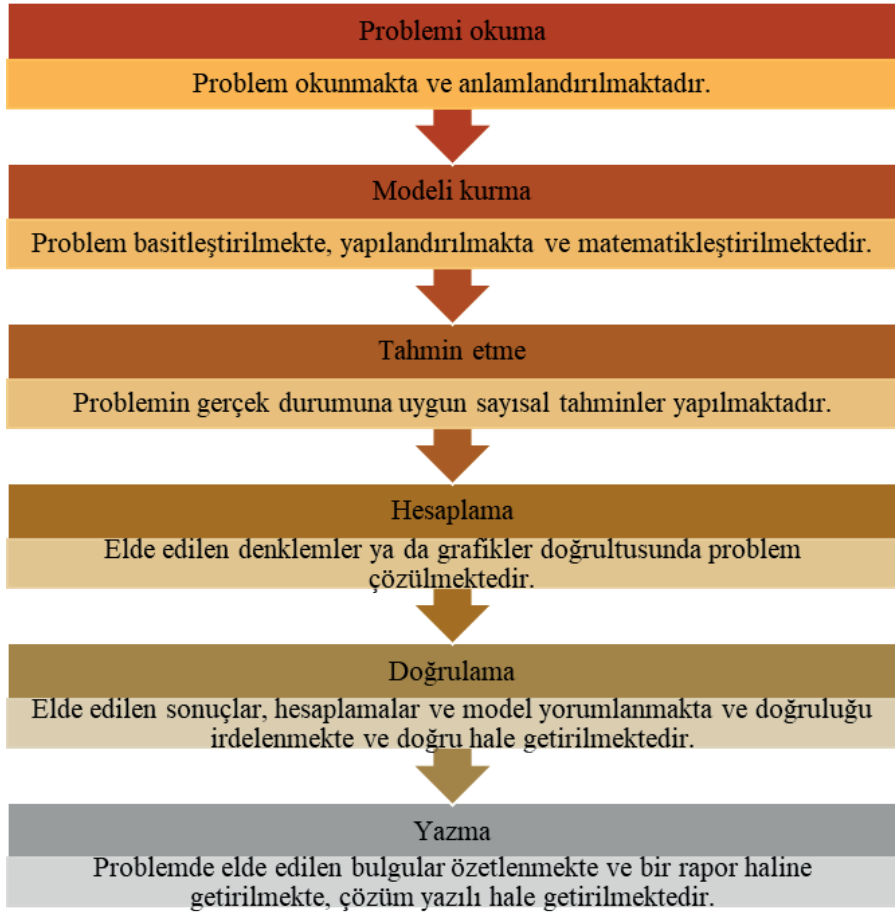 Problemi okuma
Problem okunmakta ve anlamlandırılmaktadır.
Modeli kurma
Problem basitleştirilmekte, yapılandırılmakta ve matematikleştirilmektedir.
Tahmin etme
Problemin gerçek durumuna uygun sayısal tahminler yapılmaktadır.
Hesaplama
Elde edilen denklemler ya da grafikler doğrultusunda problem
çözülmektedir.
Doğrulama
Elde edilen sonuçlar, hesaplamalar ve model yorumlanmakta ve doğruluğu
irdelenmekte ve doğru hale getirilmektedir.
Yazma
Problemde elde edilen bulgular özetlenmekte ve bir rapor haline
getirilmekte, çözüm yazılı hale getirilmektedir.